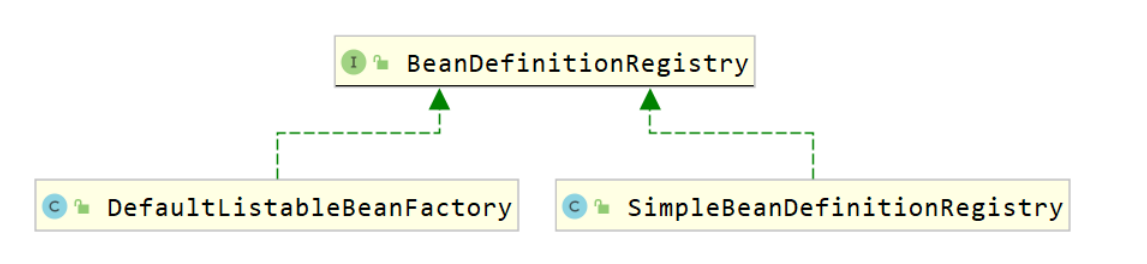 I BeanDefinitionRegistry
C DefaultListableBeanFactory
C SimpleBeanDefinitionRegistry